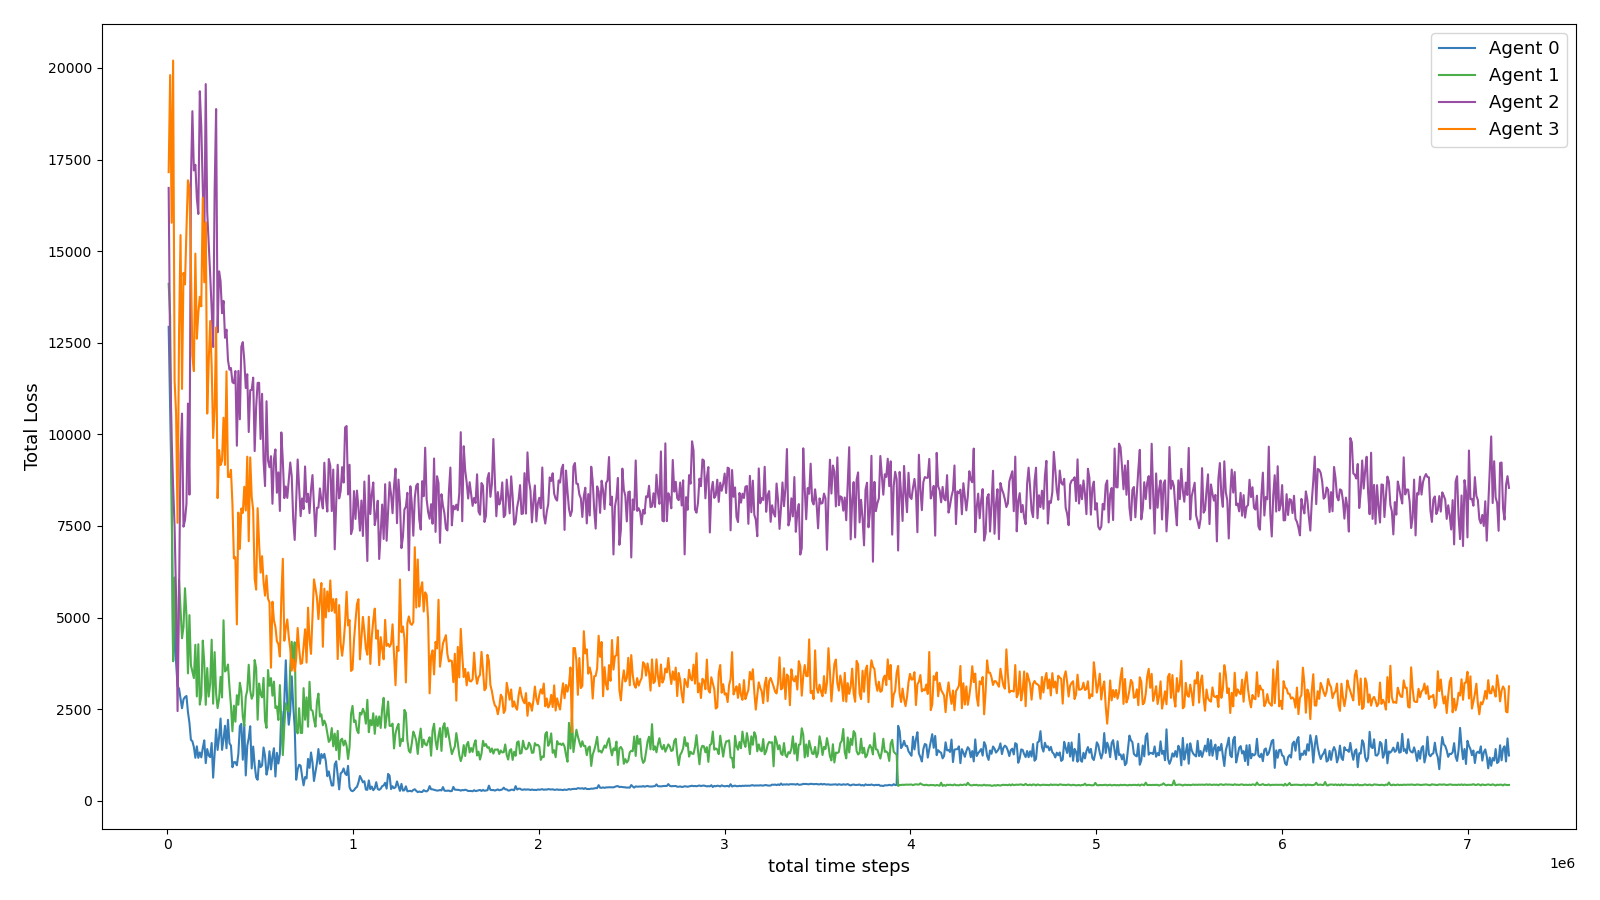 Agent 0
Agent 1
Agent 2
Agent 3
20000
17500
15000
12500
10000
7500
5000
2500
0
Total Loss
0 1 2 3 4 5 6 7
1e6
total time steps